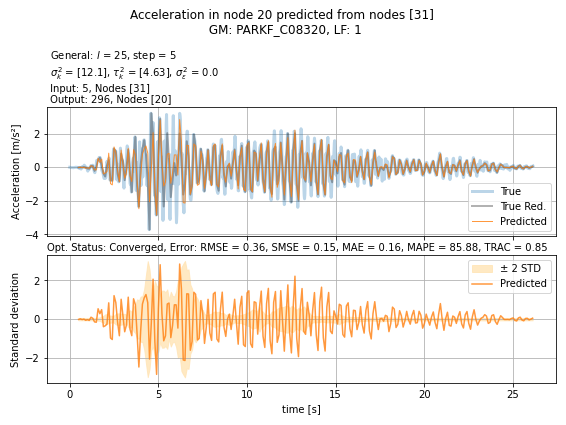 Acceleration in node 20 predicted from nodes [31]
GM: PARKF_C08320, LF: 1
General: l = 25, step = 5
σ²ₖ = [12.1], τ²ₖ = [4.63], σ²ε = 0.0
Input: 5, Nodes [31]
Output: 296, Nodes [20]
Acceleration [m/s²]
2
0
−2
−4
True
True Red.
Predicted
Opt. Status: Converged, Error: RMSE = 0.36, SMSE = 0.15, MAE = 0.16, MAPE = 85.88, TRAC = 0.85
Standard deviation
2
0
−2
± 2 STD
Predicted
0 5 10 15 20 25
time [s]